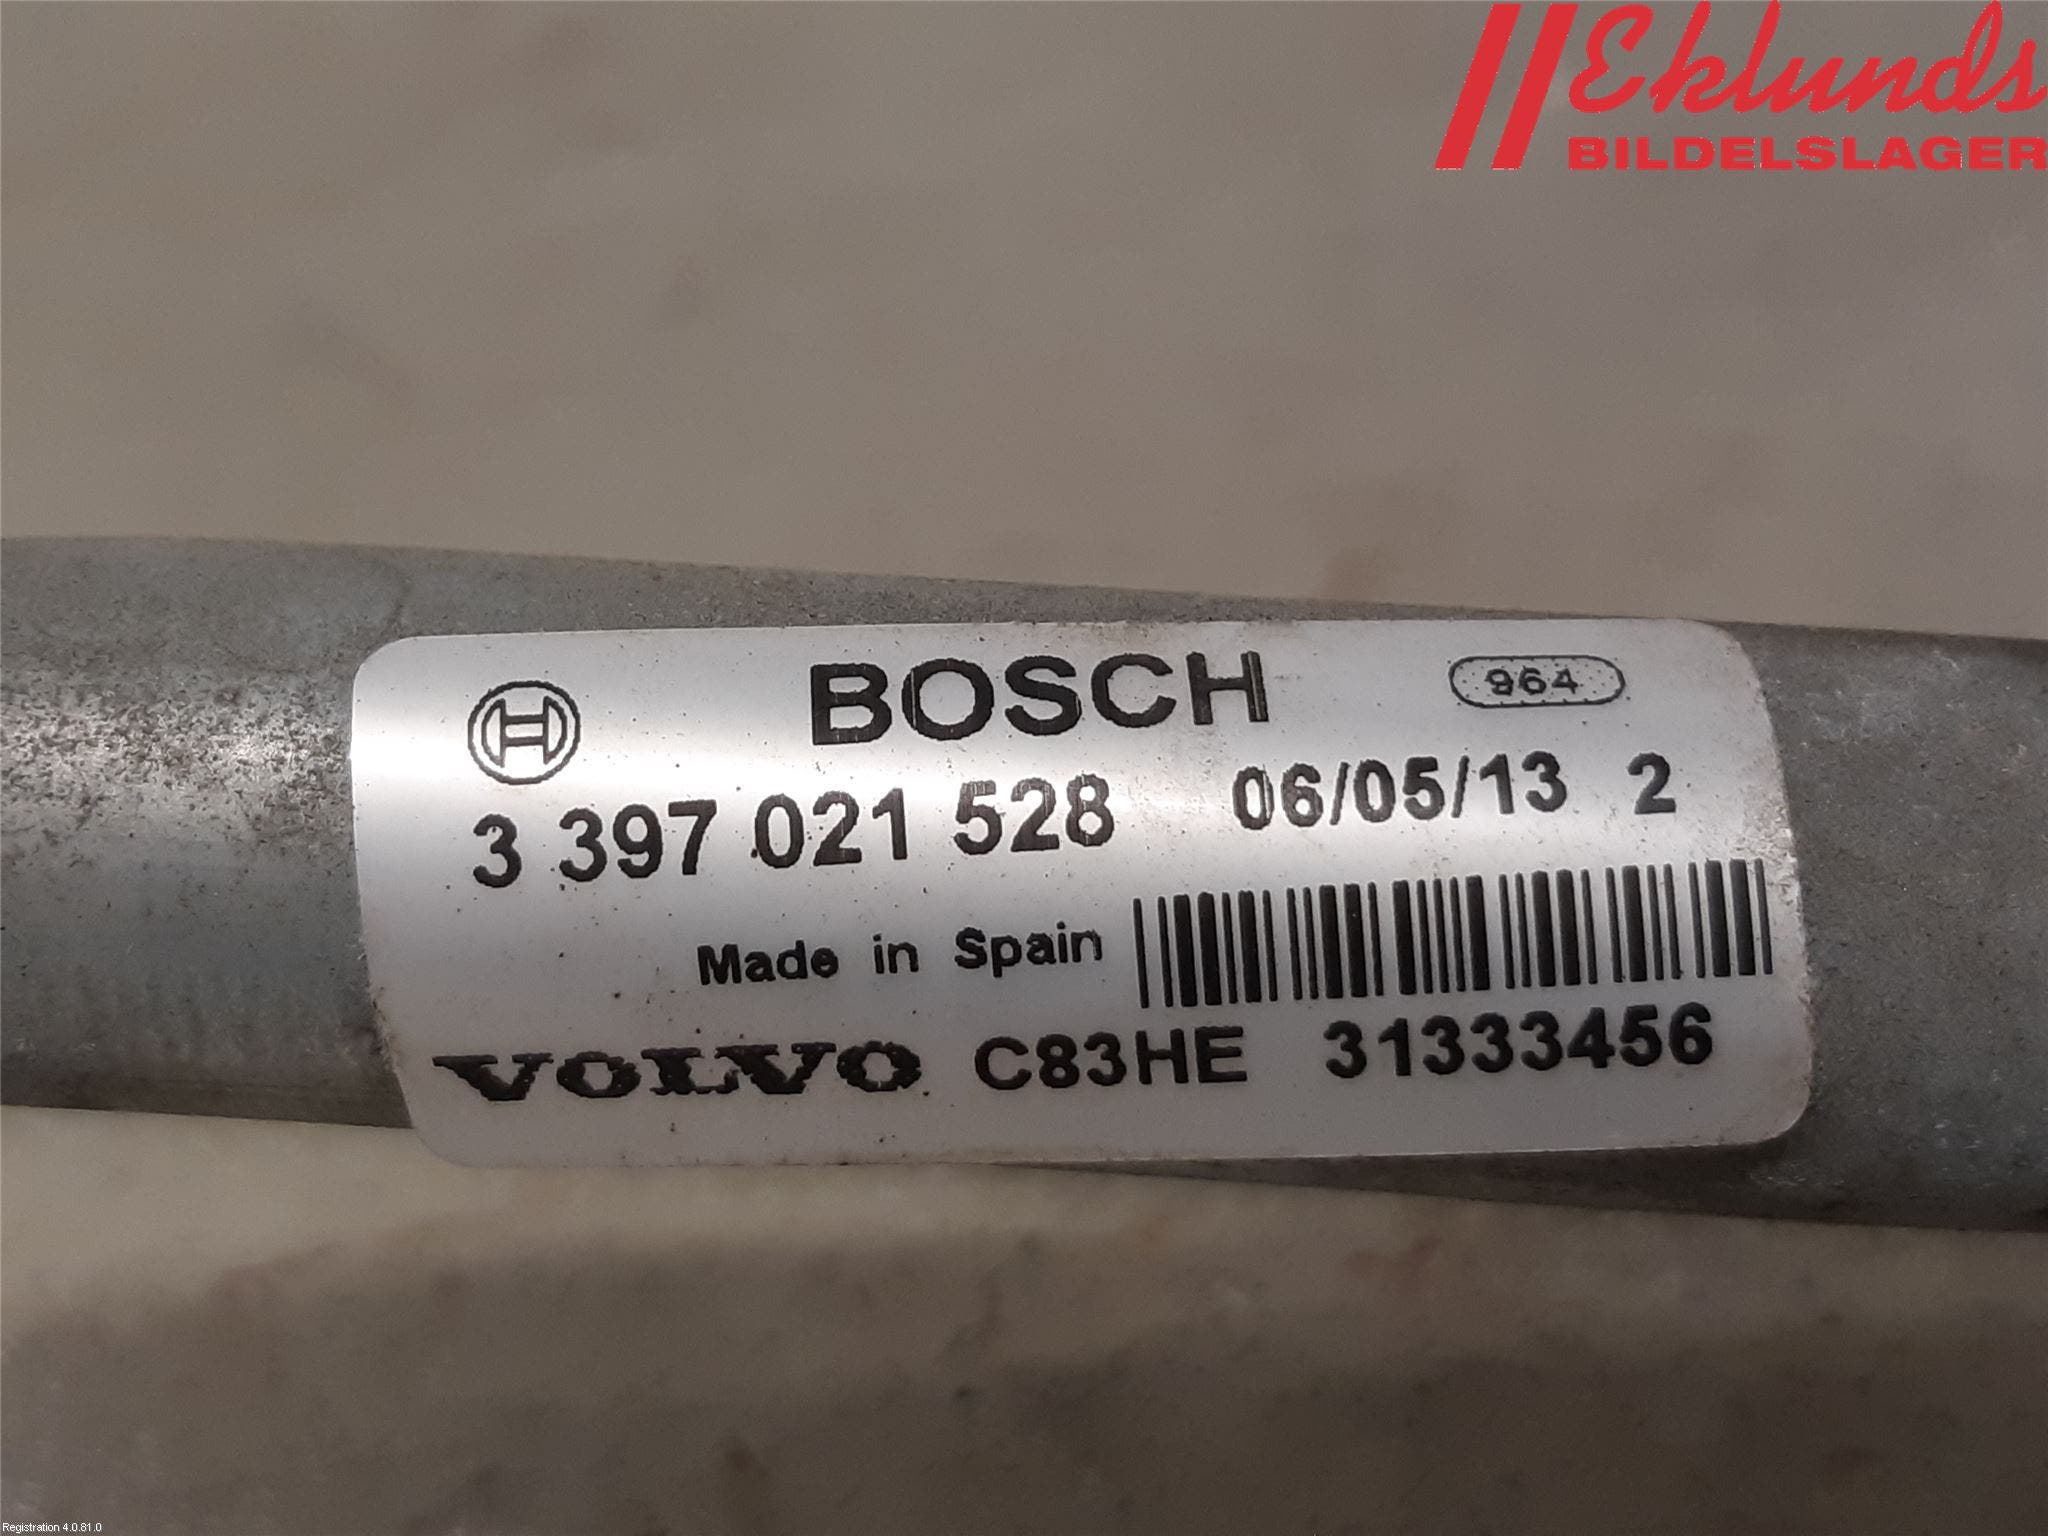 Eklunds
BILDELSLAGER
BOSCH 964
3 397 021 528 06/05/13 2
Made in Spain
VOLVO C83HE 31333456
Registration 4.0.81.0